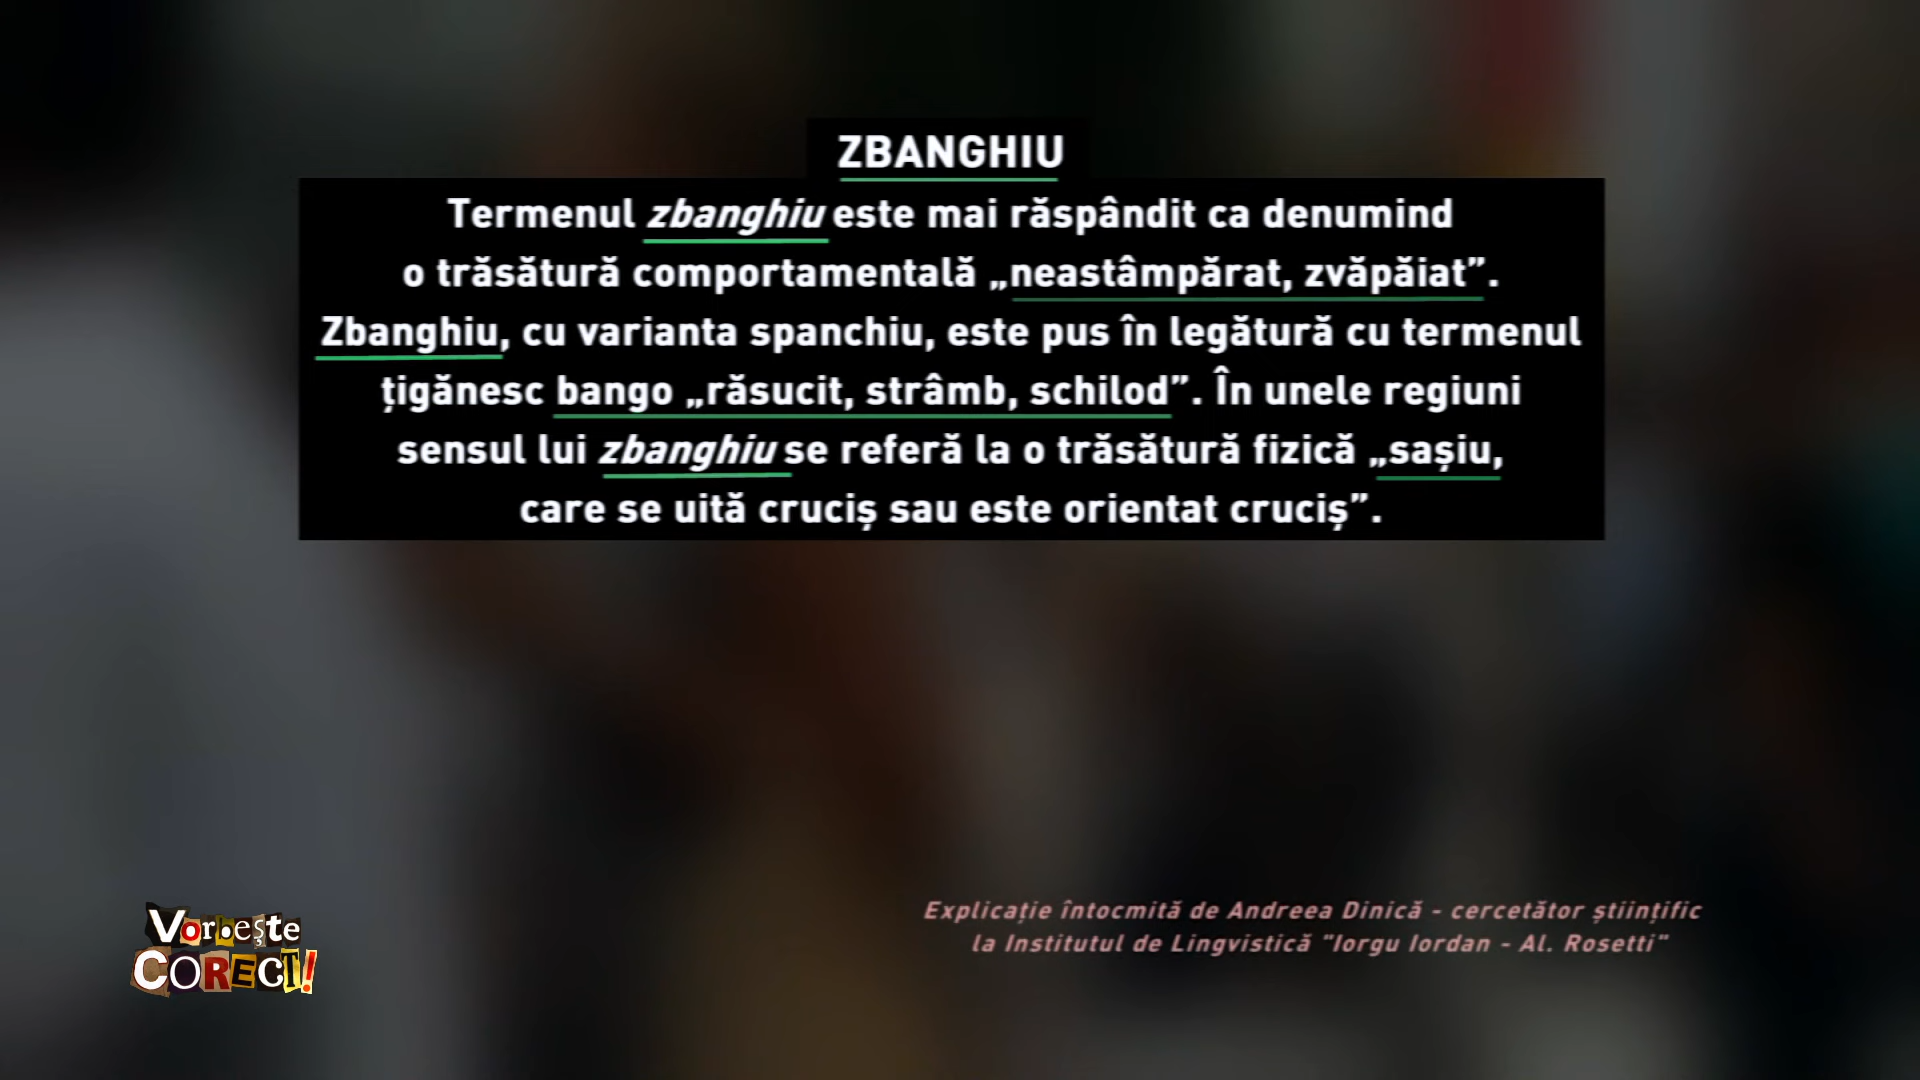 ZBANGHIU
Termenul zbanghiu este mai răspândit ca denumind
o trăsătură comportamentală „neastâmpărat, zvăpăiat”.
Zbanghiu, cu varianta spanchiu, este pus în legătură cu termenul
țigănesc bango „răsucit, strâmb, schilod”. În unele regiuni
sensul lui zbanghiu se referă la o trăsătură fizică „sașiu,
care se uită cruciș sau este orientat cruciș”.
Explicație întocmită de Andreea Dinică - cercetător științific
la Institutul de Lingvistică "Iorgu Iordan - Al. Rosetti"
Vorbește
CORECT!